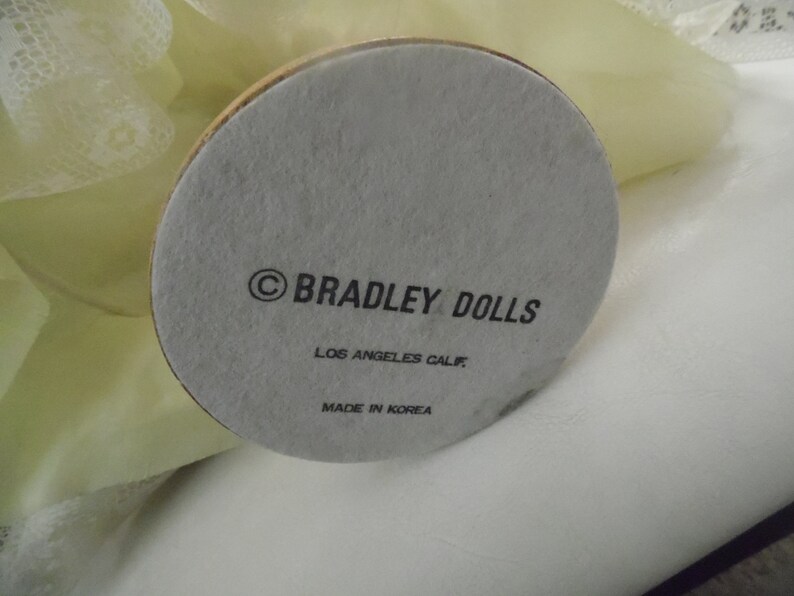 © BRADLEY DOLLS
LOS ANGELES CALIF.
MADE IN KOREA